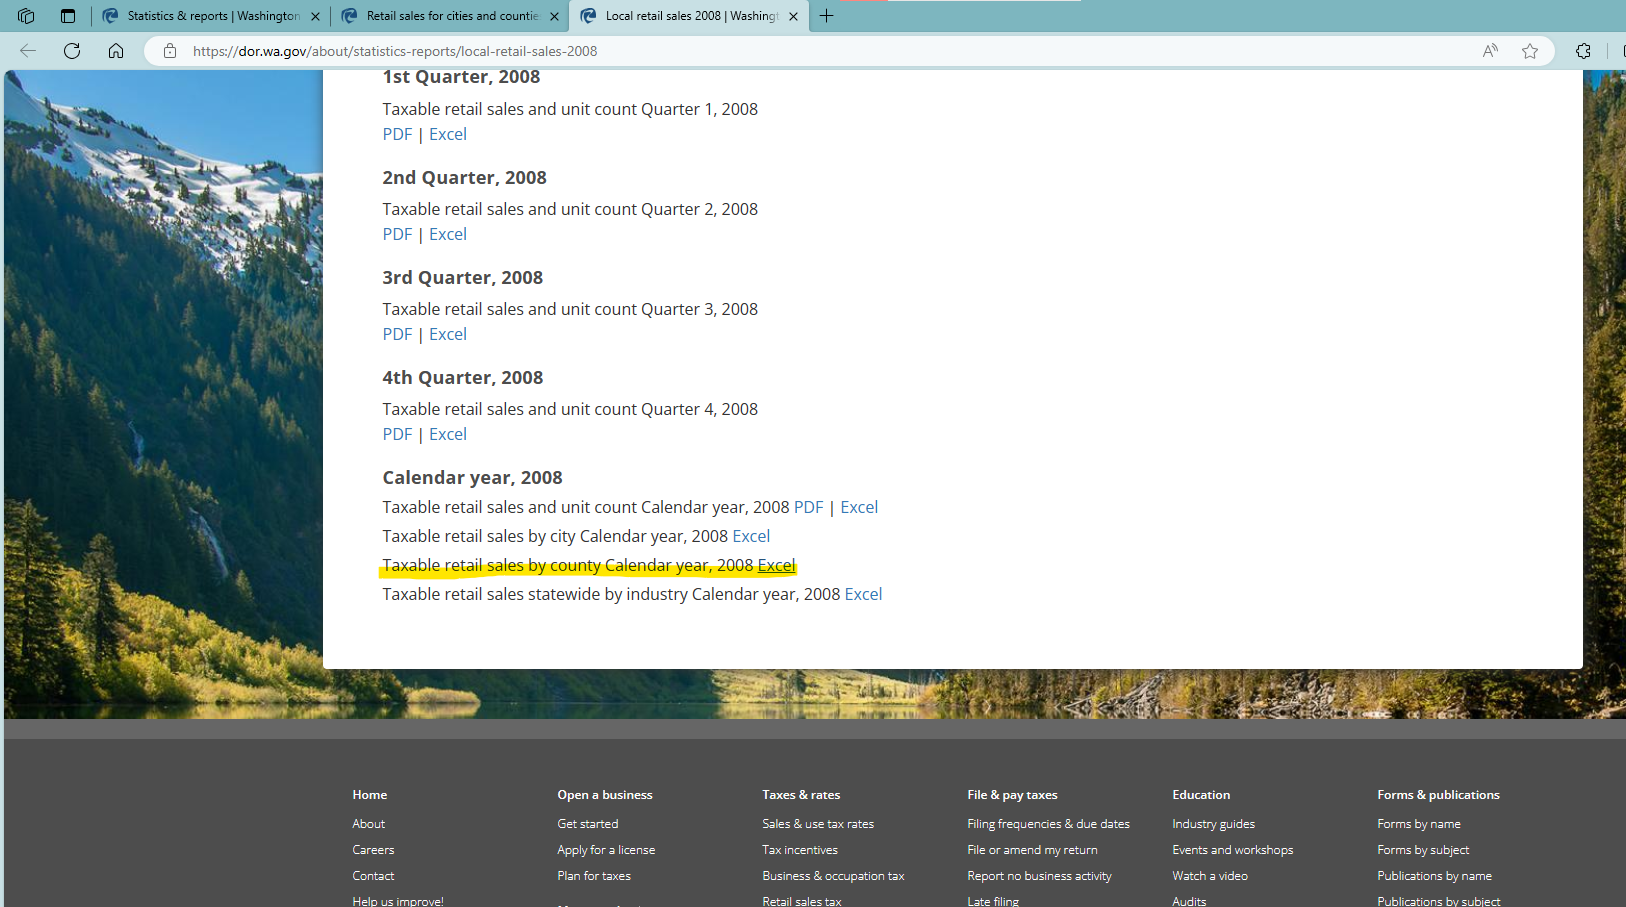 Statistics & reports | Washington
Retail sales for cities and countie
Local retail sales 2008 | Washingt
https://dor.wa.gov/about/statistics-reports/local-retail-sales-2008
1st Quarter, 2008
Taxable retail sales and unit count Quarter 1, 2008
PDF | Excel
2nd Quarter, 2008
Taxable retail sales and unit count Quarter 2, 2008
PDF | Excel
3rd Quarter, 2008
Taxable retail sales and unit count Quarter 3, 2008
PDF | Excel
4th Quarter, 2008
Taxable retail sales and unit count Quarter 4, 2008
PDF | Excel
Calendar year, 2008
Taxable retail sales and unit count Calendar year, 2008 PDF | Excel
Taxable retail sales by city Calendar year, 2008 Excel
Taxable retail sales by county Calendar year, 2008 Excel
Taxable retail sales statewide by industry Calendar year, 2008 Excel
Home
About
Careers
Contact
Help us improve!
Open a business
Get started
Apply for a license
Plan for taxes
Taxes & rates
Sales & use tax rates
Tax incentives
Business & occupation tax
Retail sales tax
File & pay taxes
Filing frequencies & due dates
File or amend my return
Report no business activity
Late filing
Education
Industry guides
Events and workshops
Watch a video
Audits
Forms & publications
Forms by name
Forms by subject
Publications by name
Publications by subject